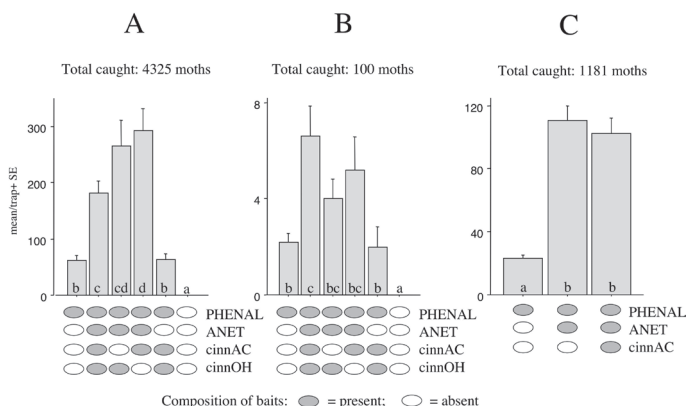 A B C
Total caught: 4325 moths Total caught: 100 moths Total caught: 1181 moths
mean/trap+ SE
300
200
100
0
b c cd d b a
8
4
0
b c bc bc b a
120
80
40
0
a b b
PHENAL
ANET
cinnAC
cinnOH
PHENAL
ANET
cinnAC
cinnOH
PHENAL
ANET
cinnAC
Composition of baits: = present; = absent